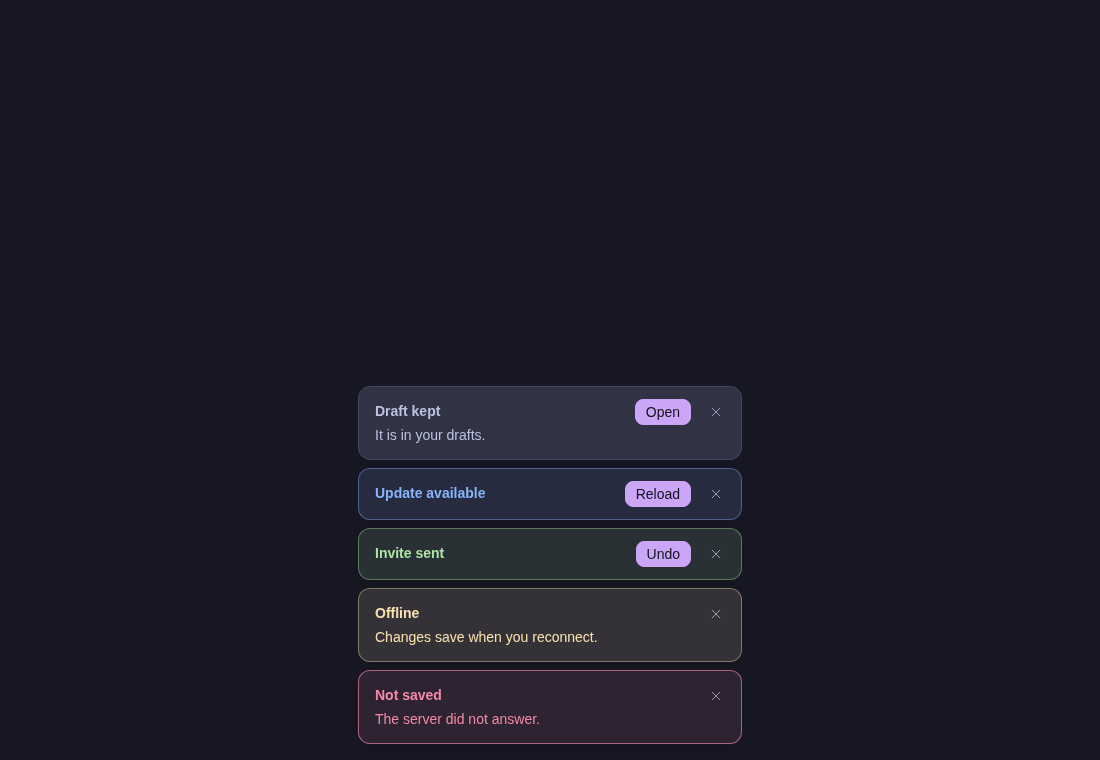 Draft kept
Open
It is in your drafts.
Update available
Reload
Invite sent
Undo
Offline
Changes save when you reconnect.
Not saved
The server did not answer.